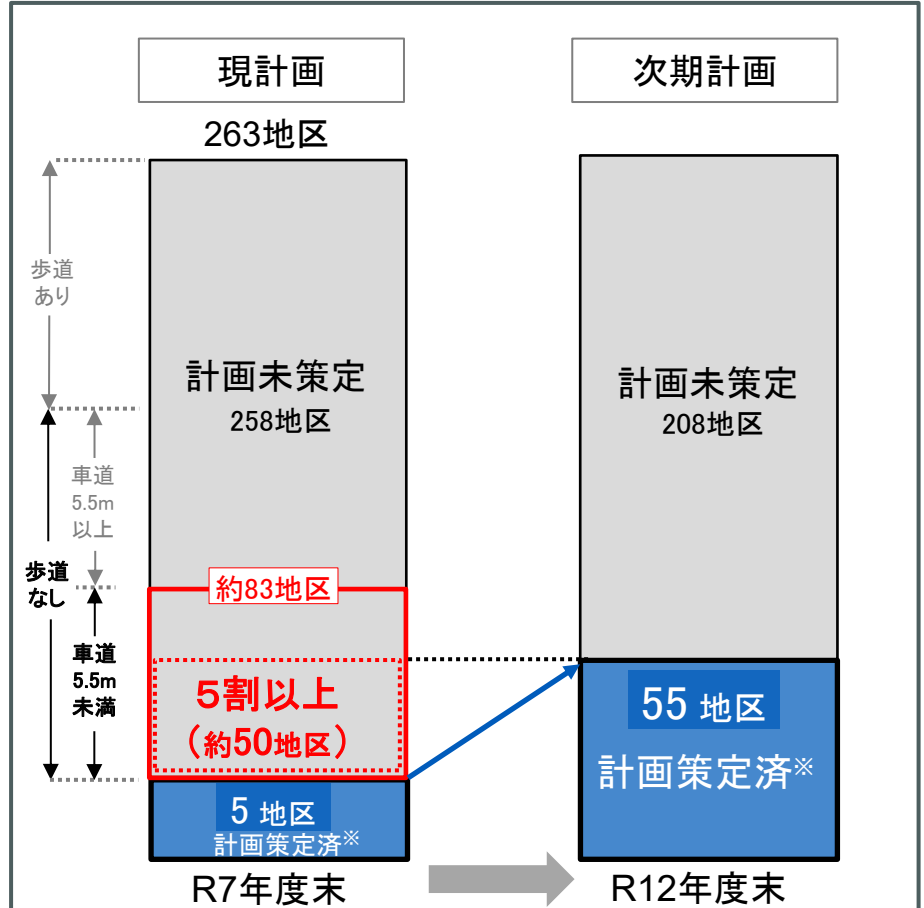 現計画
次期計画
263地区
歩道
あり
計画未策定
258地区
計画未策定
208地区
車道
5.5m
以上
歩道
なし
約83地区
車道
5.5m
未満
５割以上
（約50地区）
55 地区
計画策定済※
5 地区
計画策定済※
R7年度末
R12年度末